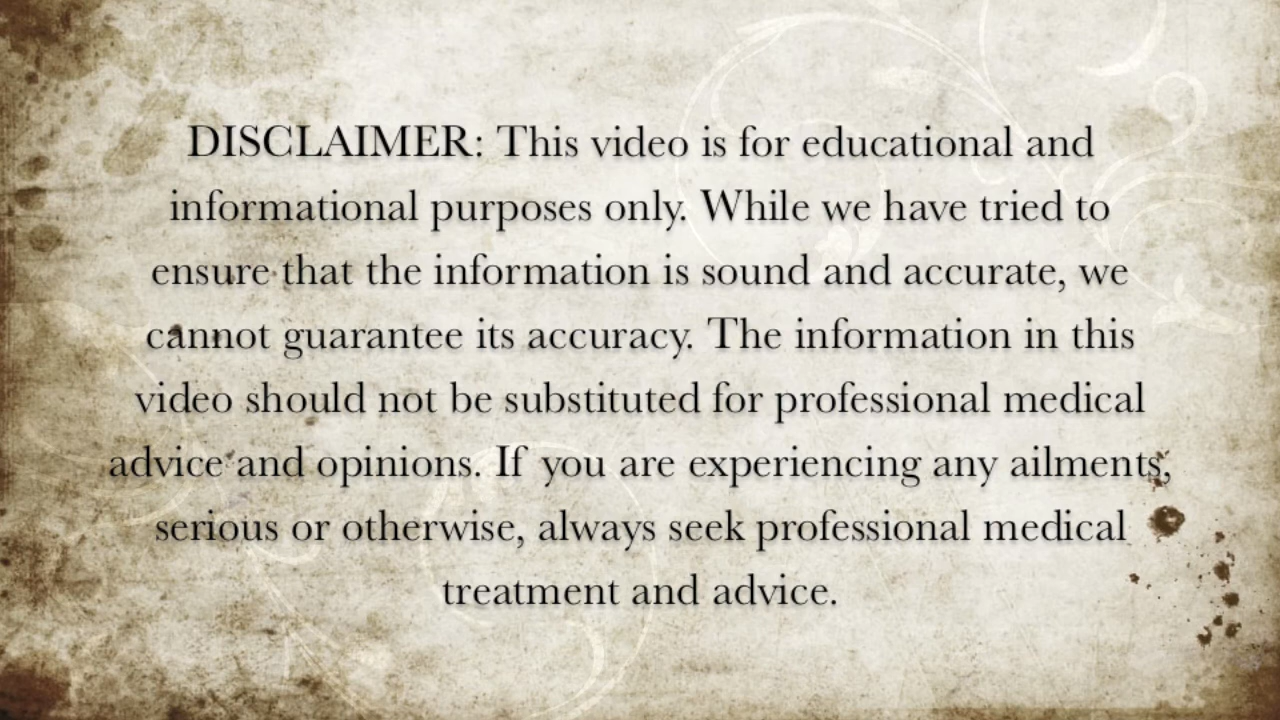 DISCLAIMER: This video is for educational and
informational purposes only. While we have tried to
ensure that the information is sound and accurate, we
cannot guarantee its accuracy. The information in this
video should not be substituted for professional medical
advice and opinions. If you are experiencing any ailments,
serious or otherwise, always seek professional medical
treatment and advice.